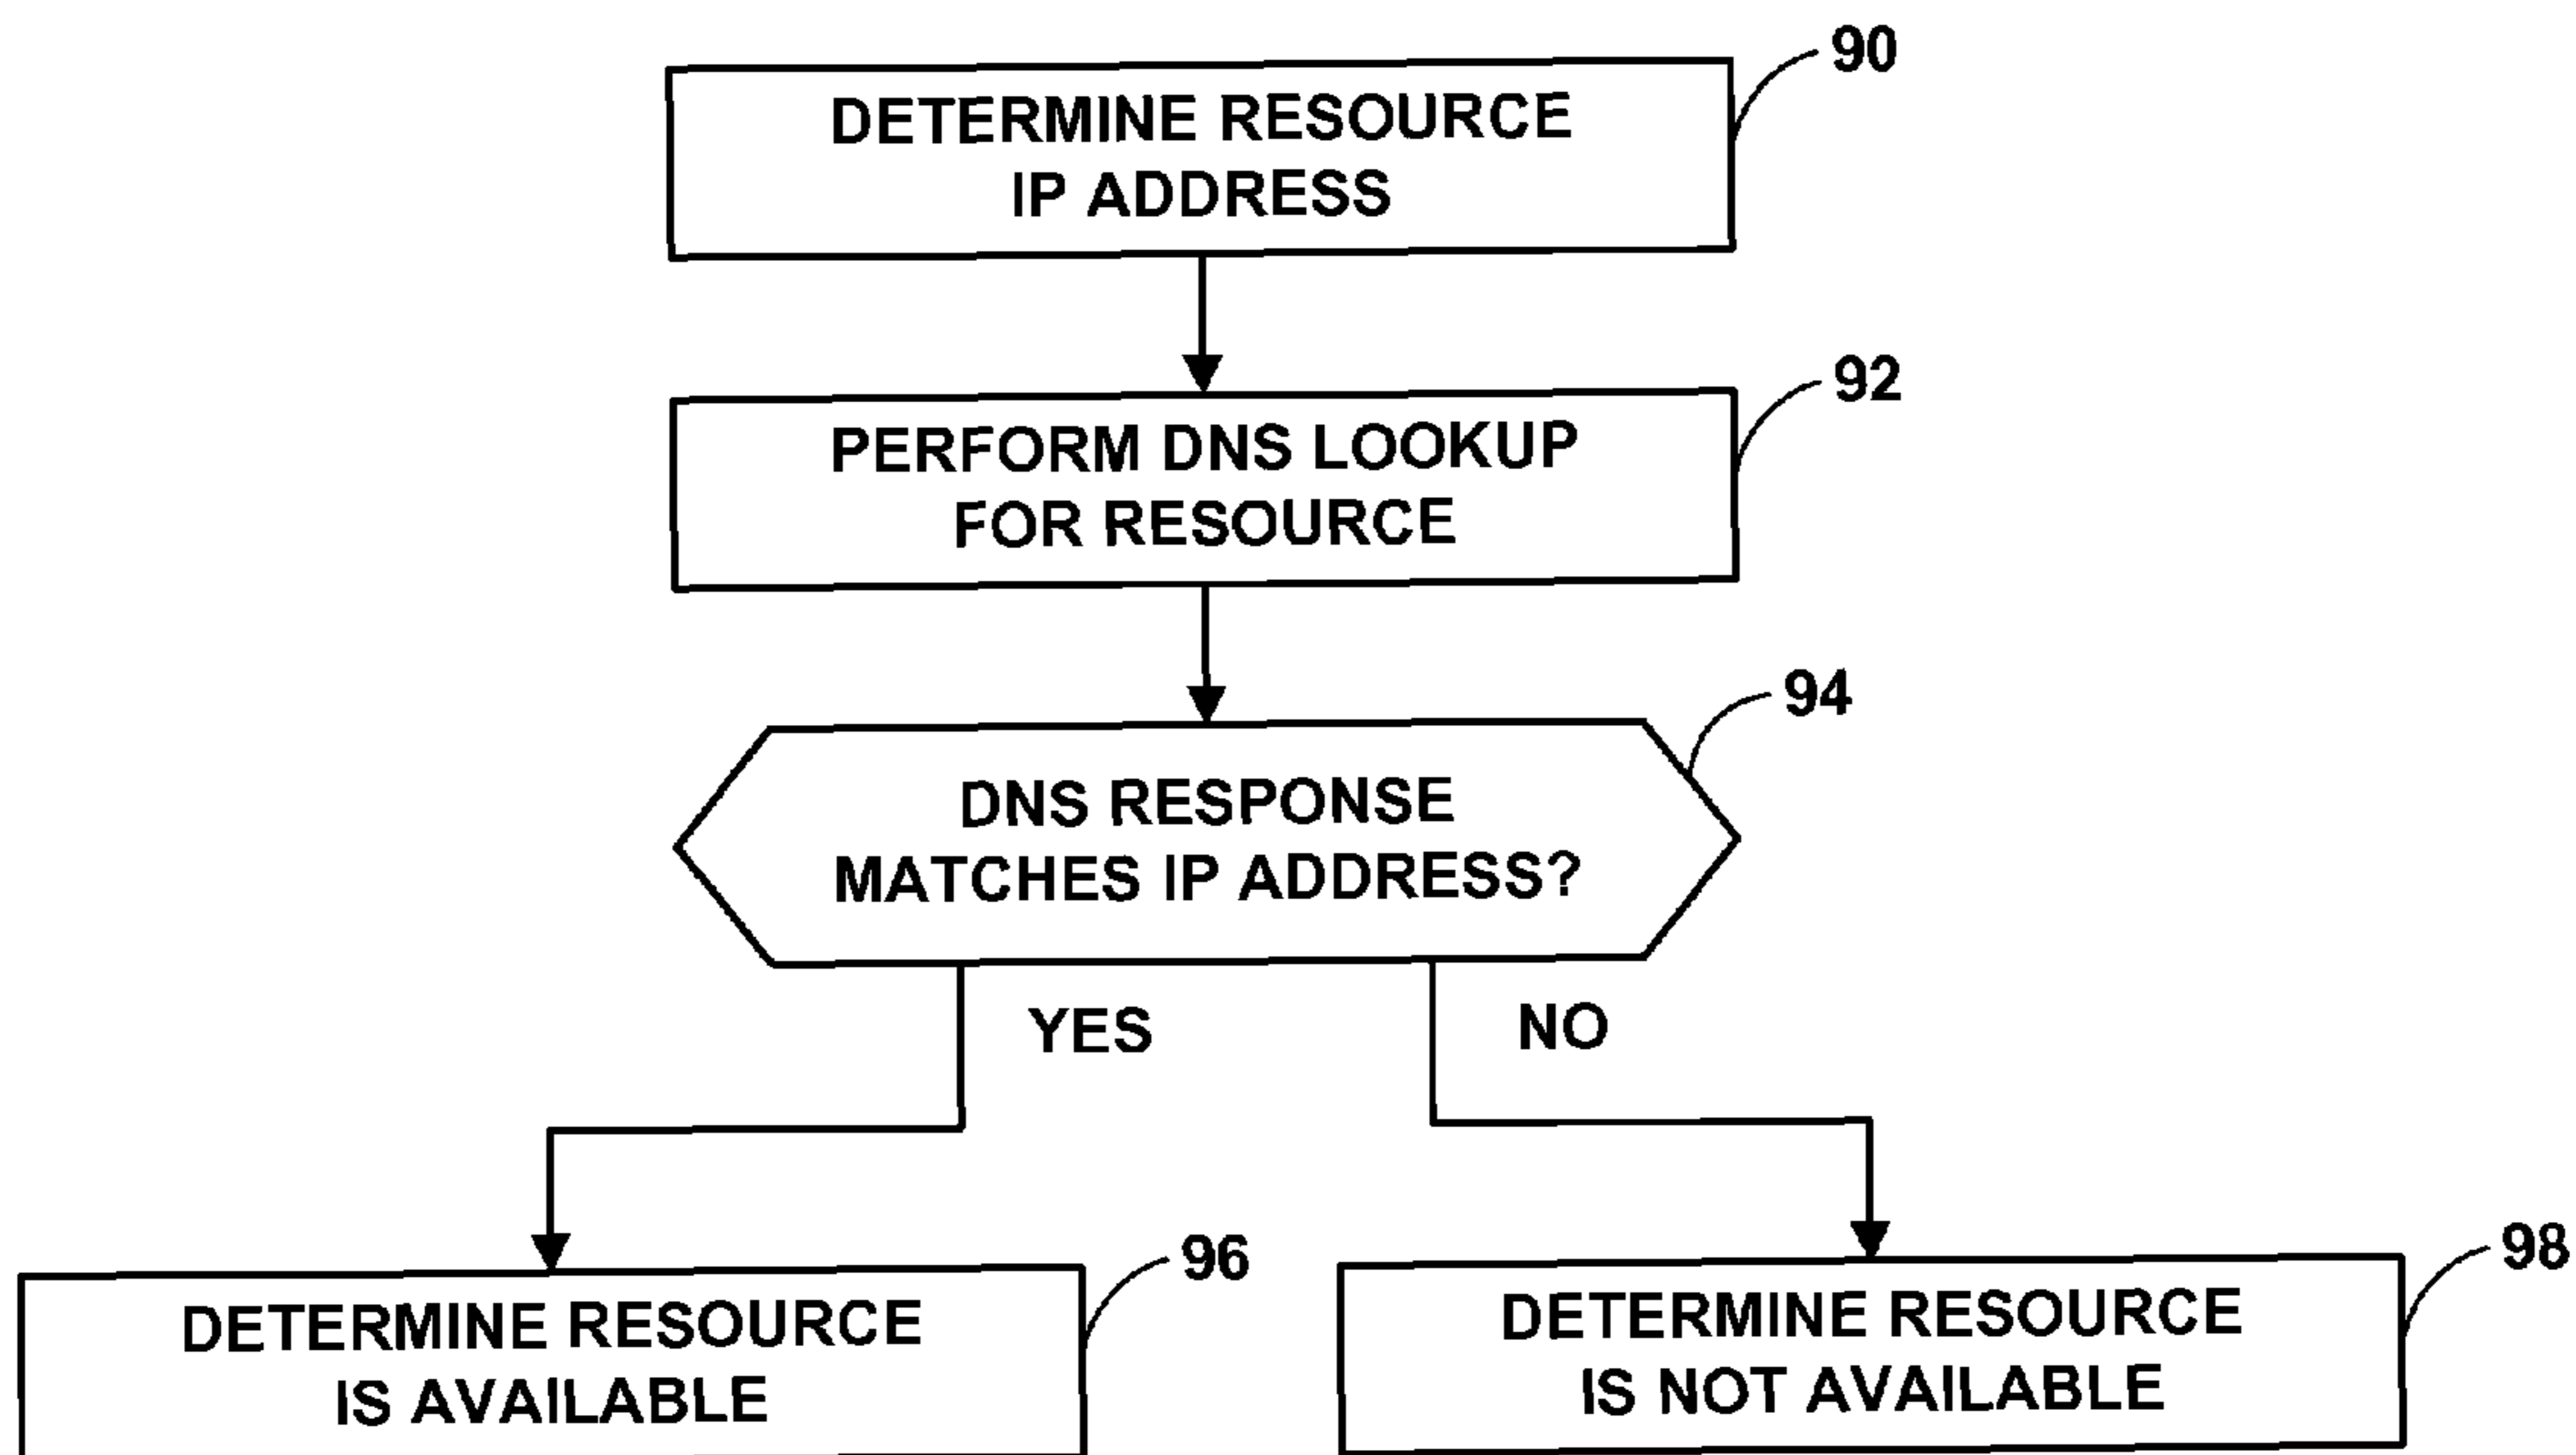 90
DETERMINE RESOURCE
IP ADDRESS
92
PERFORM DNS LOOKUP
FOR RESOURCE
94
DNS RESPONSE
MATCHES IP ADDRESS?
YES
NO
96
DETERMINE RESOURCE
IS AVAILABLE
98
DETERMINE RESOURCE
IS NOT AVAILABLE